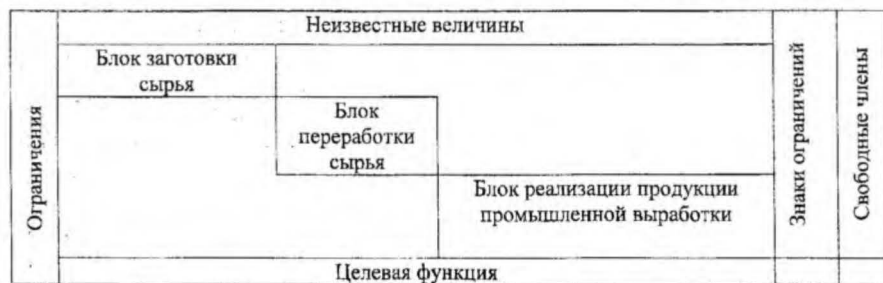 Неизвестные величины
Ограничения
Блок заготовки
сырья
Блок
переработки
сырья
Блок реализации продукции
промышленной выработки
Знаки ограничений
Свободные члены
Целевая функция